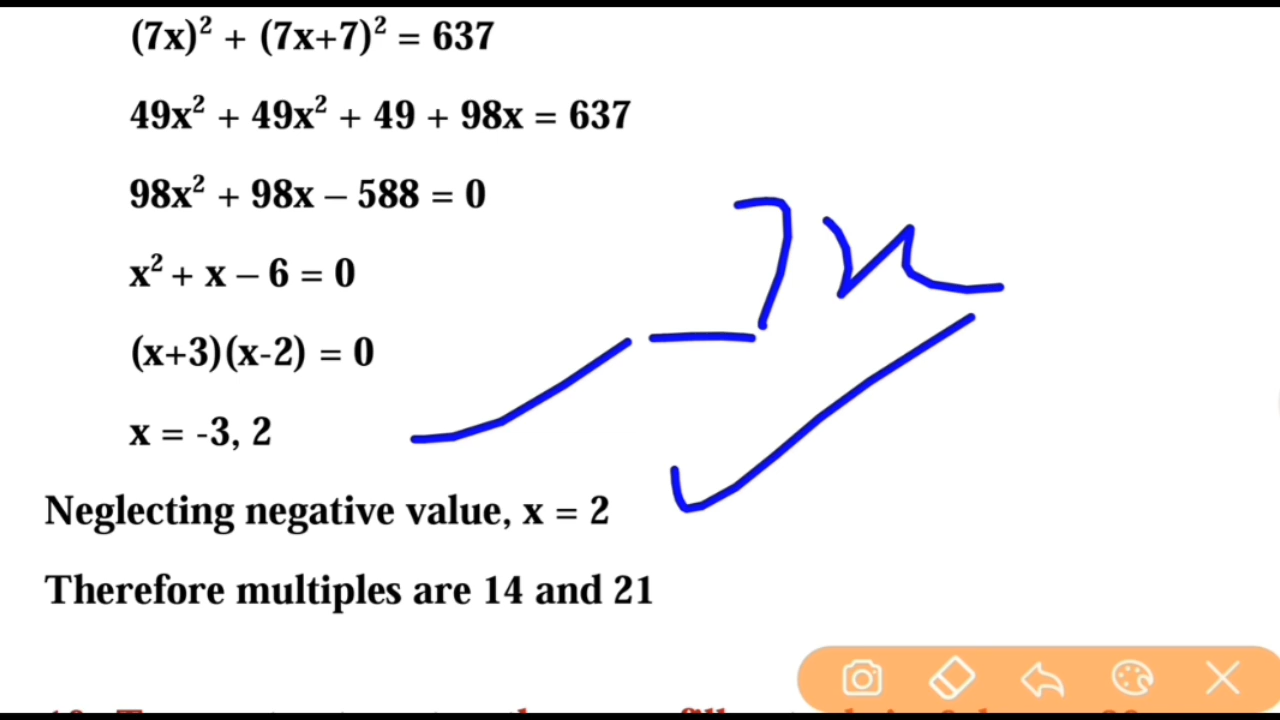 (7x)² + (7x+7)² = 637
49x² + 49x² + 49 + 98x = 637
98x² + 98x – 588 = 0
7x
x² + x – 6 = 0
(x+3)(x-2) = 0
x = -3, 2
Neglecting negative value, x = 2
Therefore multiples are 14 and 21